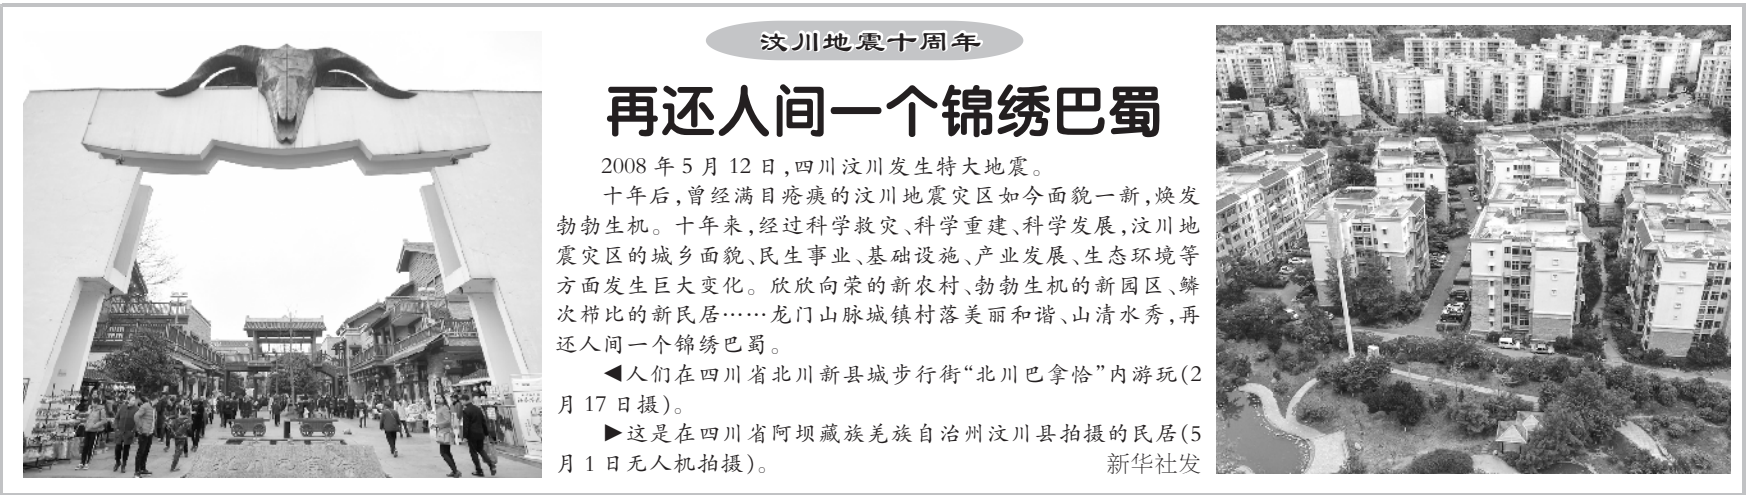 汶川地震十周年
再还人间一个锦绣巴蜀
2008 年 5 月 12 日,四川汶川发生特大地震。
十年后,曾经满目疮痍的汶川地震灾区如今面貌一新,焕发
勃勃生机。十年来,经过科学救灾、科学重建、科学发展,汶川地
震灾区的城乡面貌、民生事业、基础设施、产业发展、生态环境等
方面发生巨大变化。欣欣向荣的新农村、勃勃生机的新园区、鳞
次栉比的新民居……龙门山脉城镇村落美丽和谐、山清水秀,再
还人间一个锦绣巴蜀。
◀人们在四川省北川新县城步行街“北川巴拿恰”内游玩(2
月 17 日摄)。
▶这是在四川省阿坝藏族羌族自治州汶川县拍摄的民居(5
月 1 日无人机拍摄)。 新华社发